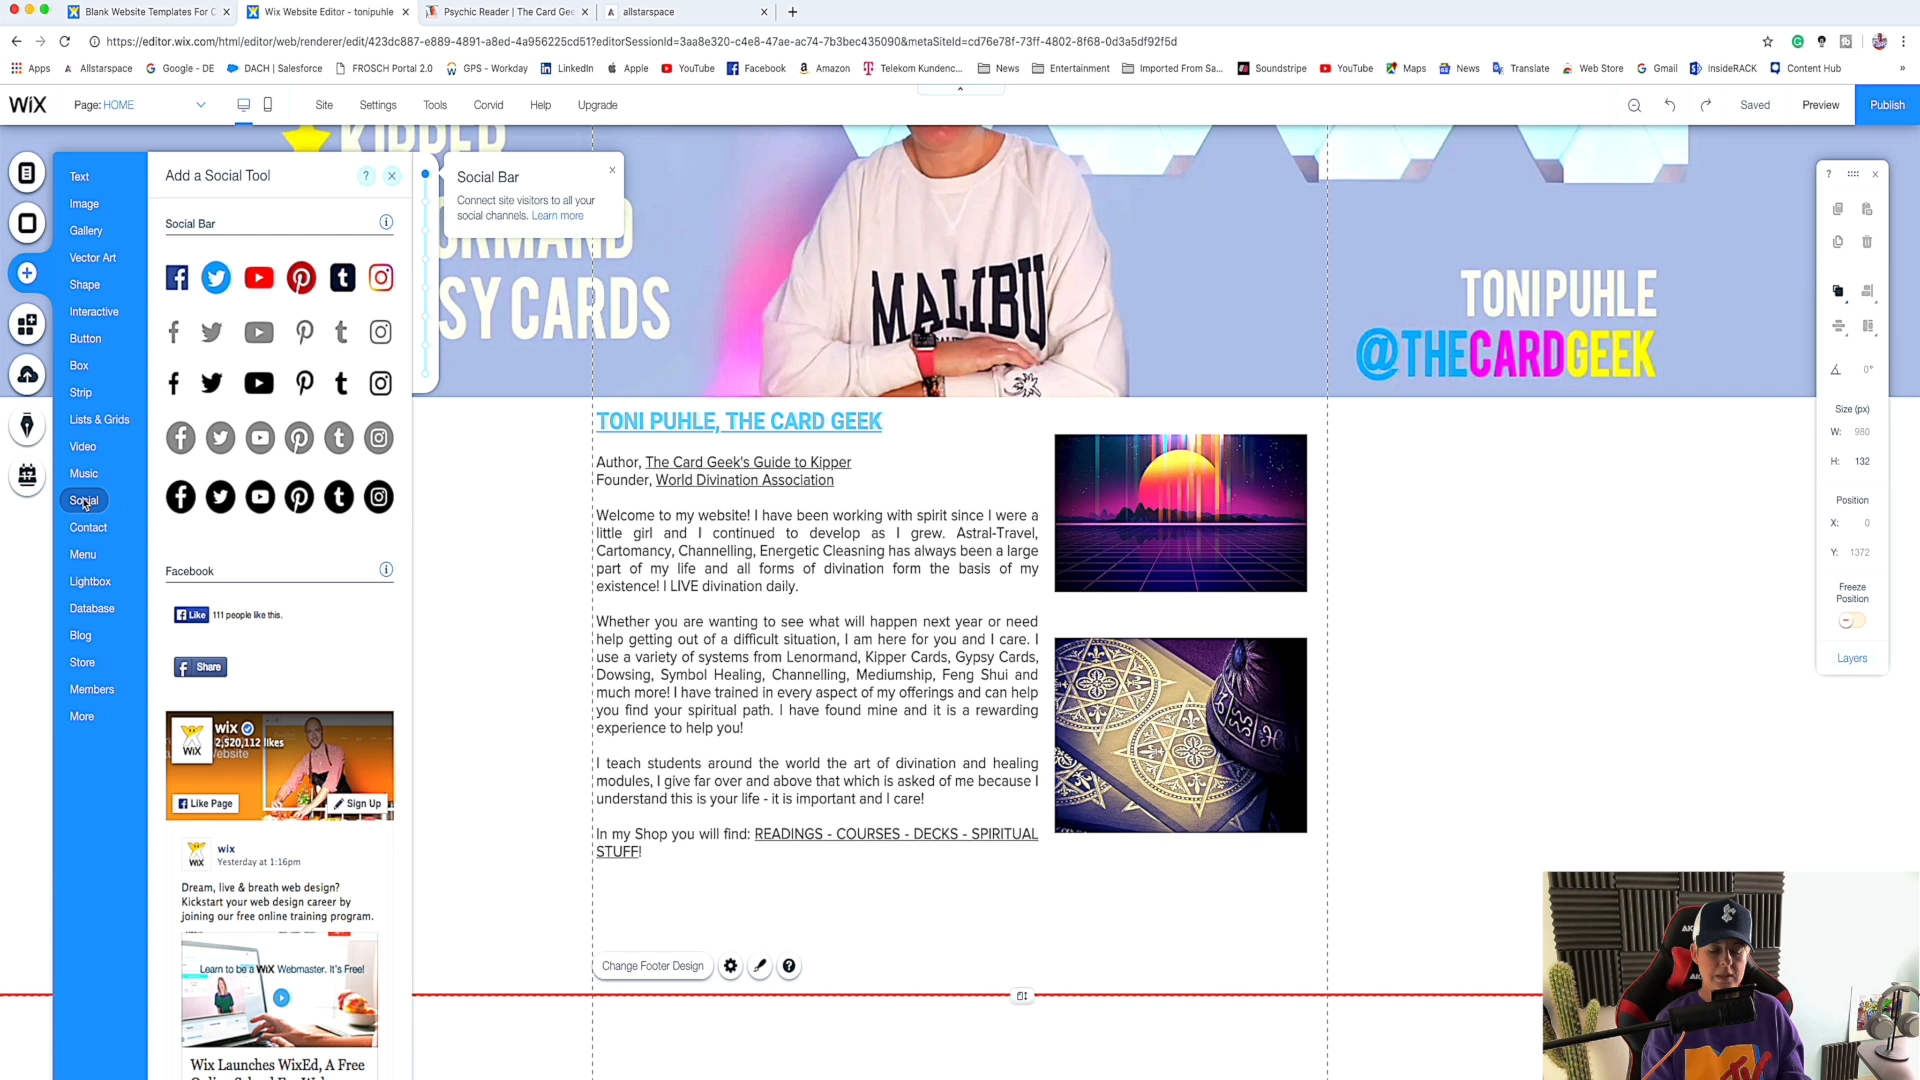 Blank Website Templates For C
Wix Website Editor - tonipuhle
Psychic Reader | The Card Gee
allstarspace
https://editor.wix.com/html/editor/web/renderer/edit/423dc887-e889-4891-a8ed-4a956225cd51?editorSessionId=3aa8e320-c4e8-47ae-ac74-7b3bec435090&metaSiteId=cd76e78f-73ff-4802-8f68-0d3a5df92f5d
Apps
Allstarspace
Google - DE
DACH | Salesforce
FROSCH Portal 2.0
GPS - Workday
LinkedIn
Apple
YouTube
Facebook
Amazon
Telekom Kundenc...
News
Entertainment
Imported From Sa...
Soundstripe
YouTube
Maps
News
Translate
Web Store
Gmail
InsideRACK
Content Hub
WiX
Page: HOME
Site
Settings
Tools
Corvid
Help
Upgrade
Saved
Preview
Publish
KIPPER
SY CARDS
MALIBU
TONI PUHLE
@THECARDGEEK
Text
Image
Gallery
Vector Art
Shape
Interactive
Button
Box
Strip
Lists & Grids
Video
Music
Social
Contact
Menu
Lightbox
Database
Blog
Store
Members
More
Add a Social Tool
Social Bar
Facebook
Like 111 people like this.
Share
wix
2,520,112 likes
Website
WiX
Like Page
Sign Up
wix
Yesterday at 1:16pm
Dream, live & breath web design?
Kickstart your web design career by
joining our free online training program.
Learn to be a WiX Webmaster. It's Free!
Wix Launches WixEd, A Free
Social Bar
Connect site visitors to all your
social channels. Learn more
TONI PUHLE, THE CARD GEEK
Author, The Card Geek's Guide to Kipper
Founder, World Divination Association
Welcome to my website! I have been working with spirit since I were a
little girl and I continued to develop as I grew. Astral-Travel,
Cartomancy, Channelling, Energetic Cleasning has always been a large
part of my life and all forms of divination form the basis of my
existence! I LIVE divination daily.
Whether you are wanting to see what will happen next year or need
help getting out of a difficult situation, I am here for you and I care. I
use a variety of systems from Lenormand, Kipper Cards, Gypsy Cards,
Dowsing, Symbol Healing, Channelling, Mediumship, Feng Shui and
much more! I have trained in every aspect of my offerings and can help
you find your spiritual path. I have found mine and it is a rewarding
experience to help you!
I teach students around the world the art of divination and healing
modules, I give far over and above that which is asked of me because I
understand this is your life - it is important and I care!
In my Shop you will find: READINGS - COURSES - DECKS - SPIRITUAL
STUFF!
Change Footer Design
0°
Size (px)
W: 980
H: 132
Position
X: 0
Y: 1372
Freeze
Position
Layers